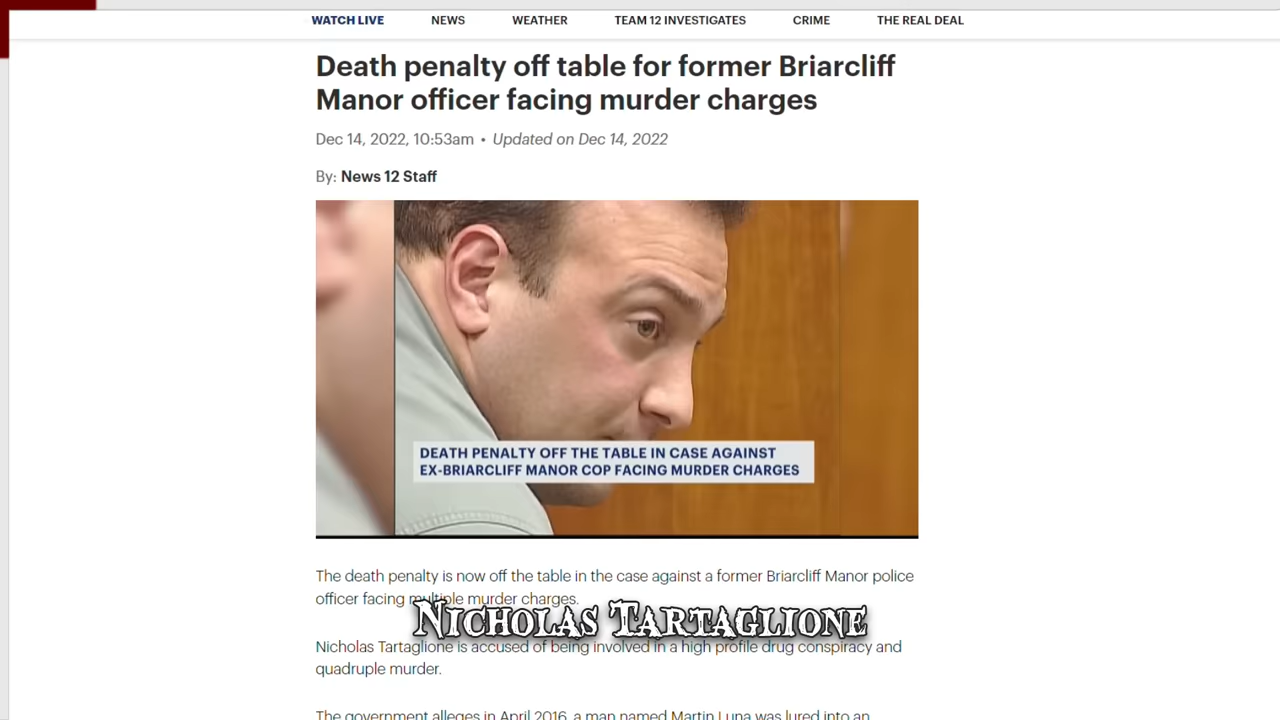 WATCH LIVE NEWS WEATHER TEAM 12 INVESTIGATES CRIME THE REAL DEAL
Death penalty off table for former Briarcliff
Manor officer facing murder charges
Dec 14, 2022, 10:53am • Updated on Dec 14, 2022
By: News 12 Staff
DEATH PENALTY OFF THE TABLE IN CASE AGAINST
EX-BRIARCLIFF MANOR COP FACING MURDER CHARGES
The death penalty is now off the table in the case against a former Briarcliff Manor police
officer facing multiple murder charges.
Nicholas Tartaglione
Nicholas Tartaglione is accused of being involved in a high profile drug conspiracy and
quadruple murder.
The government alleges in April 2016, a man named Martin Luna was lured into an